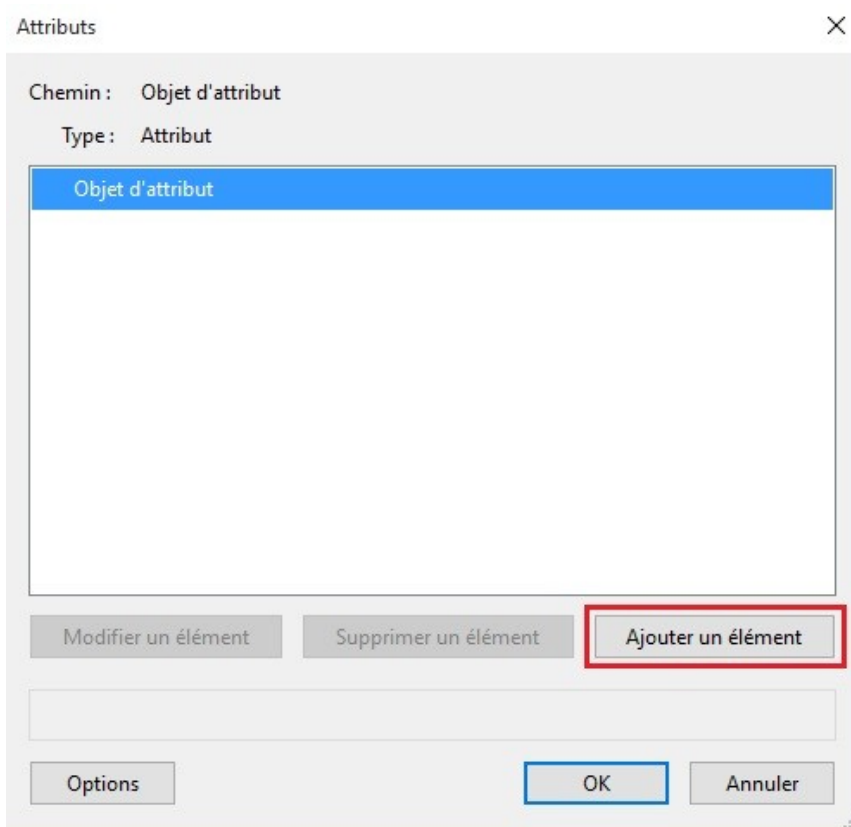 Attributs
Chemin : Objet d'attribut
Type : Attribut
Objet d'attribut
Modifier un élément Supprimer un élément Ajouter un élément
Options OK Annuler